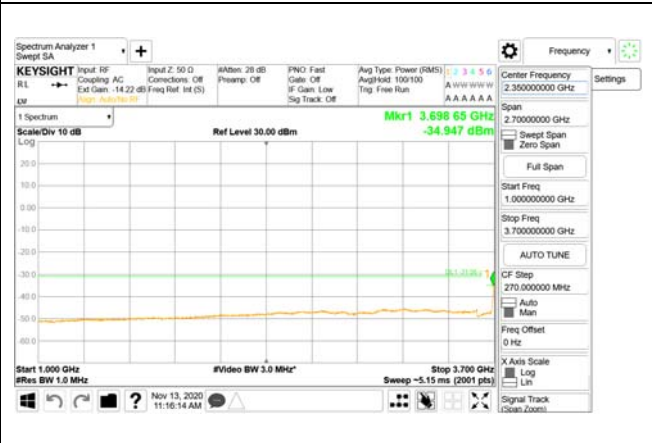 Spectrum Analyzer 1
Swept SA
+
Frequency
KEYSIGHT
Input: RF
Input Z: 50 Ω
#Atten: 28 dB
PNO: Fast
Avg Type: Power (RMS)
1 2 3 4 5 6
RL
Coupling: AC
Corrections: Off
Preamp: Off
Gate: Off
Avg|Hold: 100/100
A W W W W W
Ext Gain: -14.22 dB
Freq Ref: Int (S)
IF Gain: Low
Trig: Free Run
Align: Auto/No RF
Sig Track: Off
A A A A A A
LXI
1 Spectrum
Mkr1 3.698 65 GHz
Scale/Div 10 dB
Ref Level 30.00 dBm
-34.947 dBm
Log
20.0
10.0
0.00
-10.0
-20.0
-30.0
1
-40.0
-50.0
-60.0
Start 1.000 GHz
#Video BW 3.0 MHz*
Stop 3.700 GHz
#Res BW 1.0 MHz
Sweep ~5.15 ms (2001 pts)
?
Nov 13, 2020
11:16:14 AM
Center Frequency
2.350000000 GHz
Settings
Span
2.70000000 GHz
Swept Span
Zero Span
Full Span
Start Freq
1.000000000 GHz
Stop Freq
3.700000000 GHz
AUTO TUNE
CF Step
270.000000 MHz
Auto
Man
Freq Offset
0 Hz
X Axis Scale
Log
Lin
Signal Track
(Span Zoom)